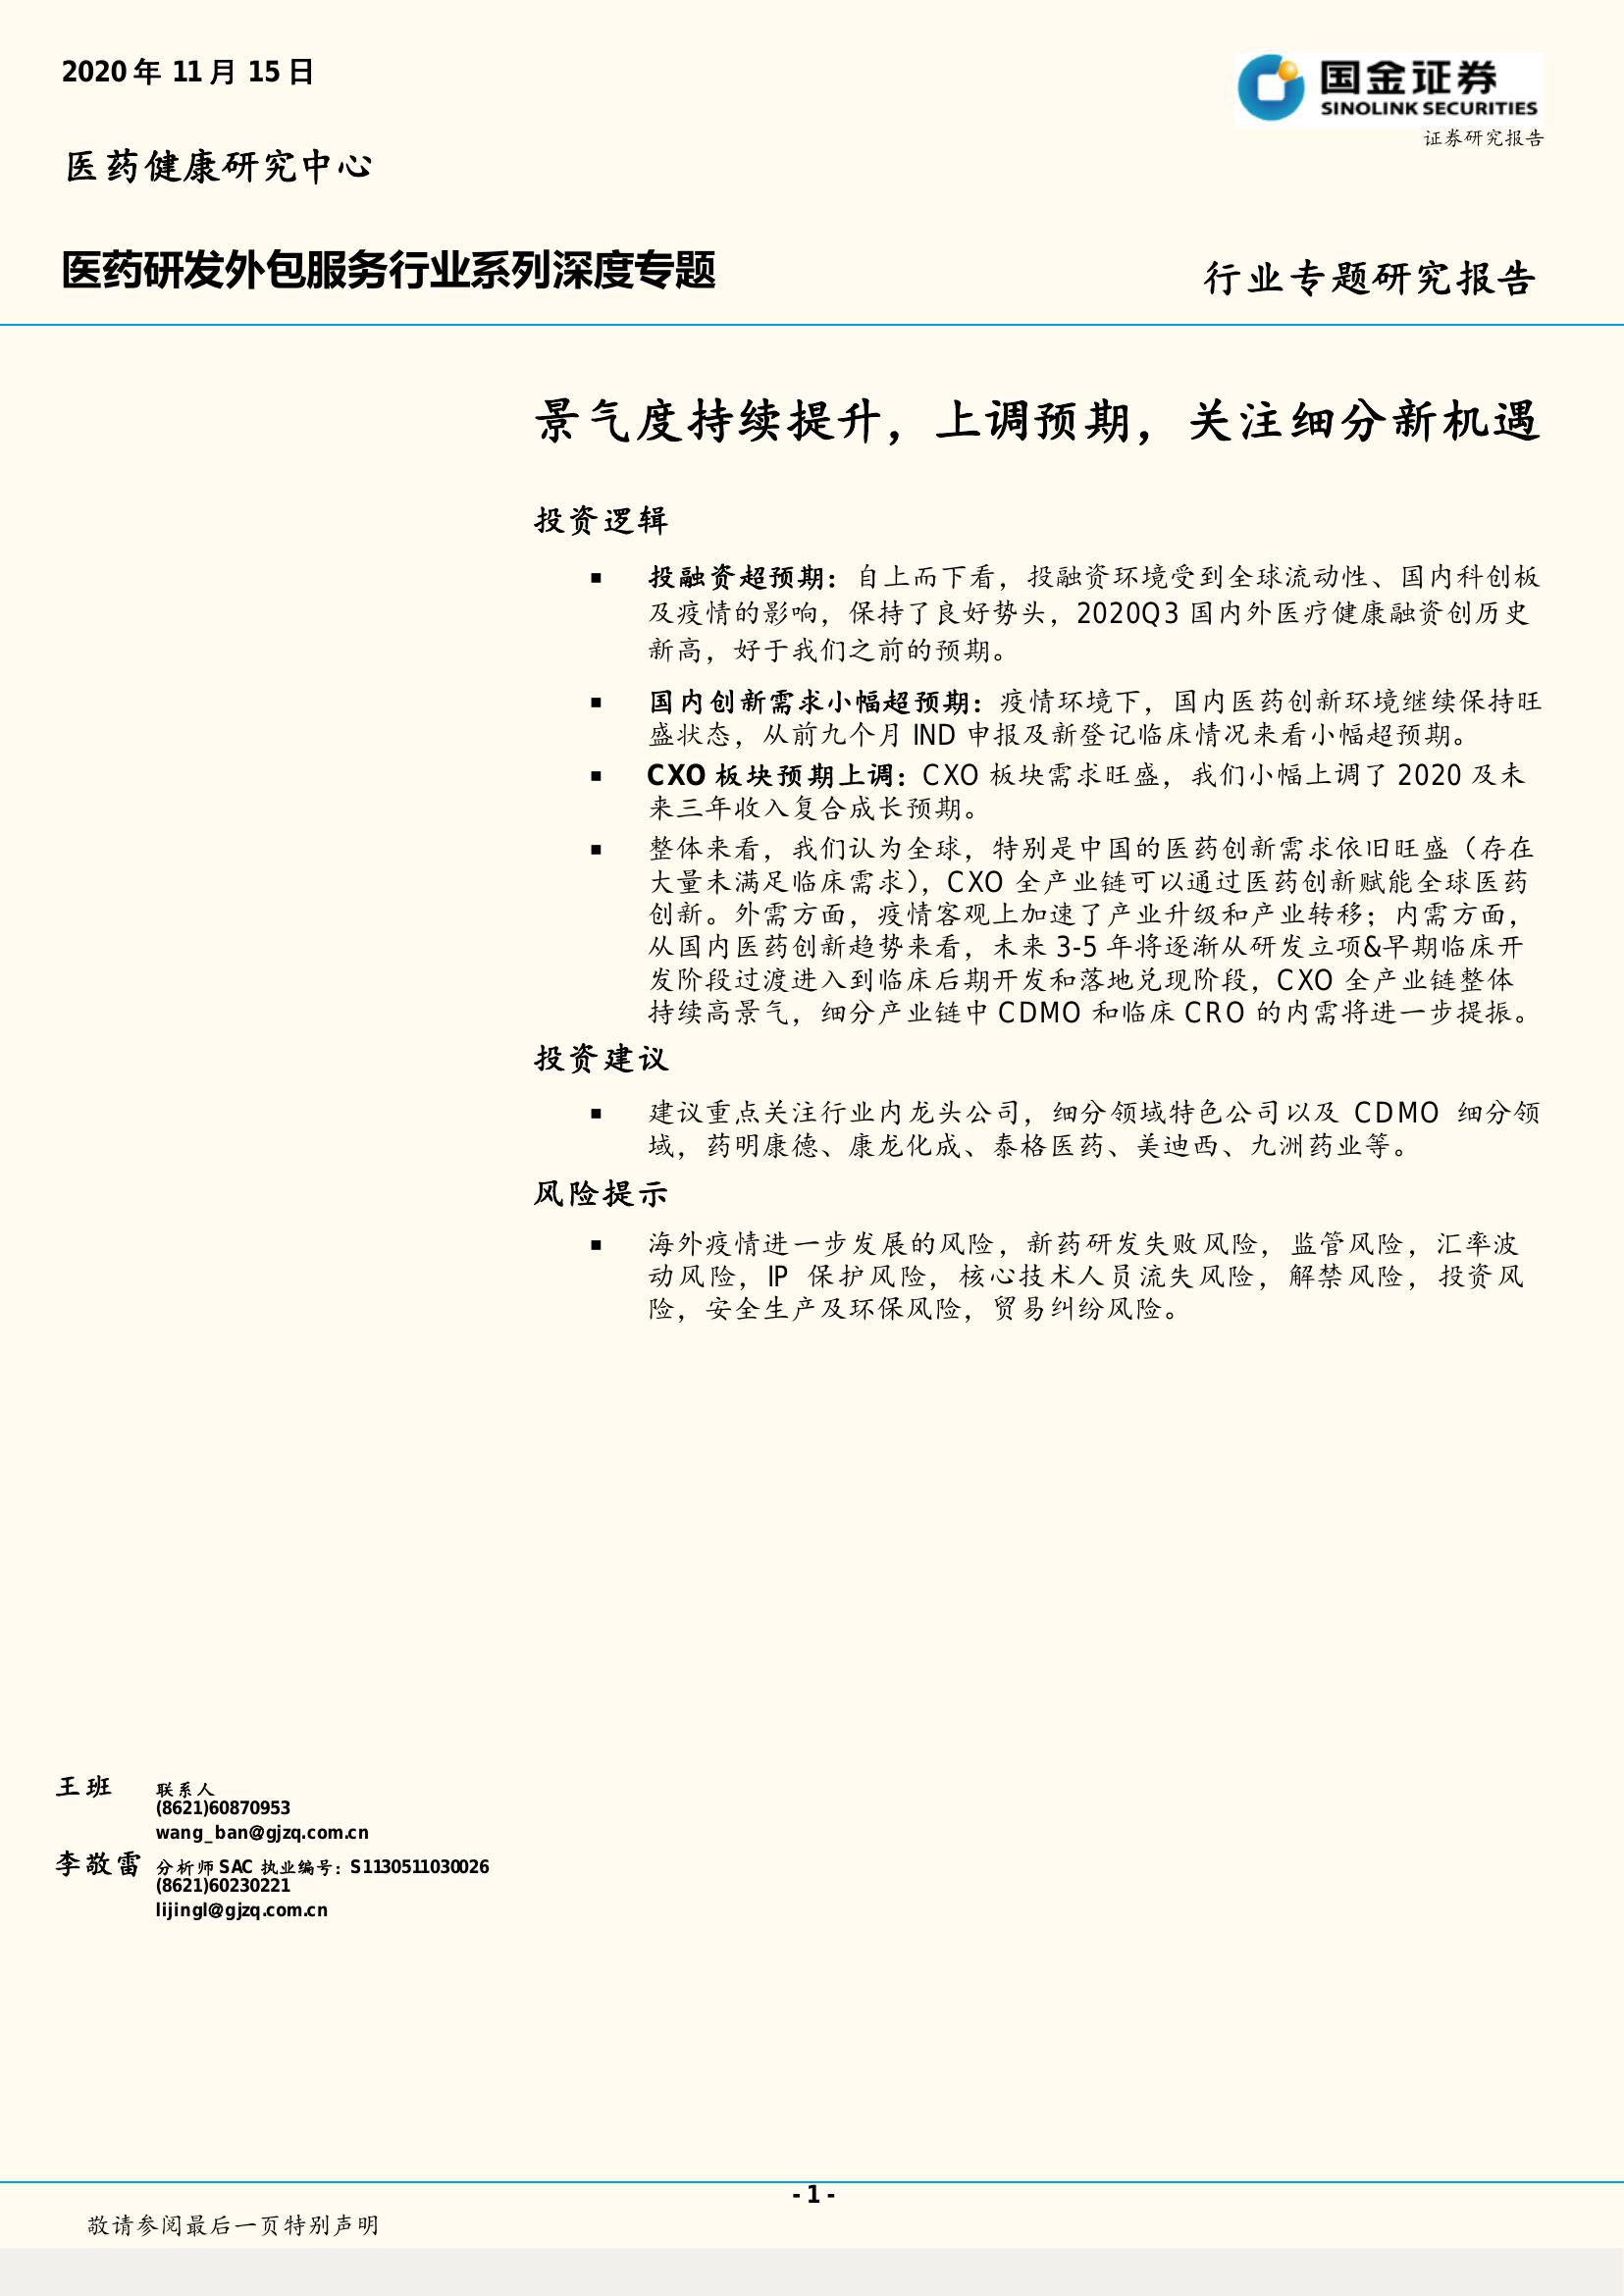 2020 年 11 月 15 日
国金证券
SINOLINK SECURITIES
证券研究报告
医药健康研究中心
医药研发外包服务行业系列深度专题
行业专题研究报告
景气度持续提升，上调预期，关注细分新机遇
投资逻辑
■ 投融资超预期：自上而下看，投融资环境受到全球流动性、国内科创板
及疫情的影响，保持了良好势头，2020Q3 国内外医疗健康融资创历史
新高，好于我们之前的预期。
■ 国内创新需求小幅超预期：疫情环境下，国内医药创新环境继续保持旺
盛状态，从前九个月 IND 申报及新登记临床情况来看小幅超预期。
■ CXO 板块预期上调：CXO 板块需求旺盛，我们小幅上调了 2020 及未
来三年收入复合成长预期。
■ 整体来看，我们认为全球，特别是中国的医药创新需求依旧旺盛（存在
大量未满足临床需求），CXO 全产业链可以通过医药创新赋能全球医药
创新。外需方面，疫情客观上加速了产业升级和产业转移；内需方面，
从国内医药创新趋势来看，未来 3-5 年将逐渐从研发立项&早期临床开
发阶段过渡进入到临床后期开发和落地兑现阶段，CXO 全产业链整体
持续高景气，细分产业链中 CDMO 和临床 CRO 的内需将进一步提振。
投资建议
■ 建议重点关注行业内龙头公司，细分领域特色公司以及 CDMO 细分领
域，药明康德、康龙化成、泰格医药、美迪西、九洲药业等。
风险提示
■ 海外疫情进一步发展的风险，新药研发失败风险，监管风险，汇率波
动风险，IP 保护风险，核心技术人员流失风险，解禁风险，投资风
险，安全生产及环保风险，贸易纠纷风险。
王班 联系人
(8621)60870953
wang_ban@gjzq.com.cn
李敬雷 分析师 SAC 执业编号：S1130511030026
(8621)60230221
lijingl@gjzq.com.cn
- 1 -
敬请参阅最后一页特别声明